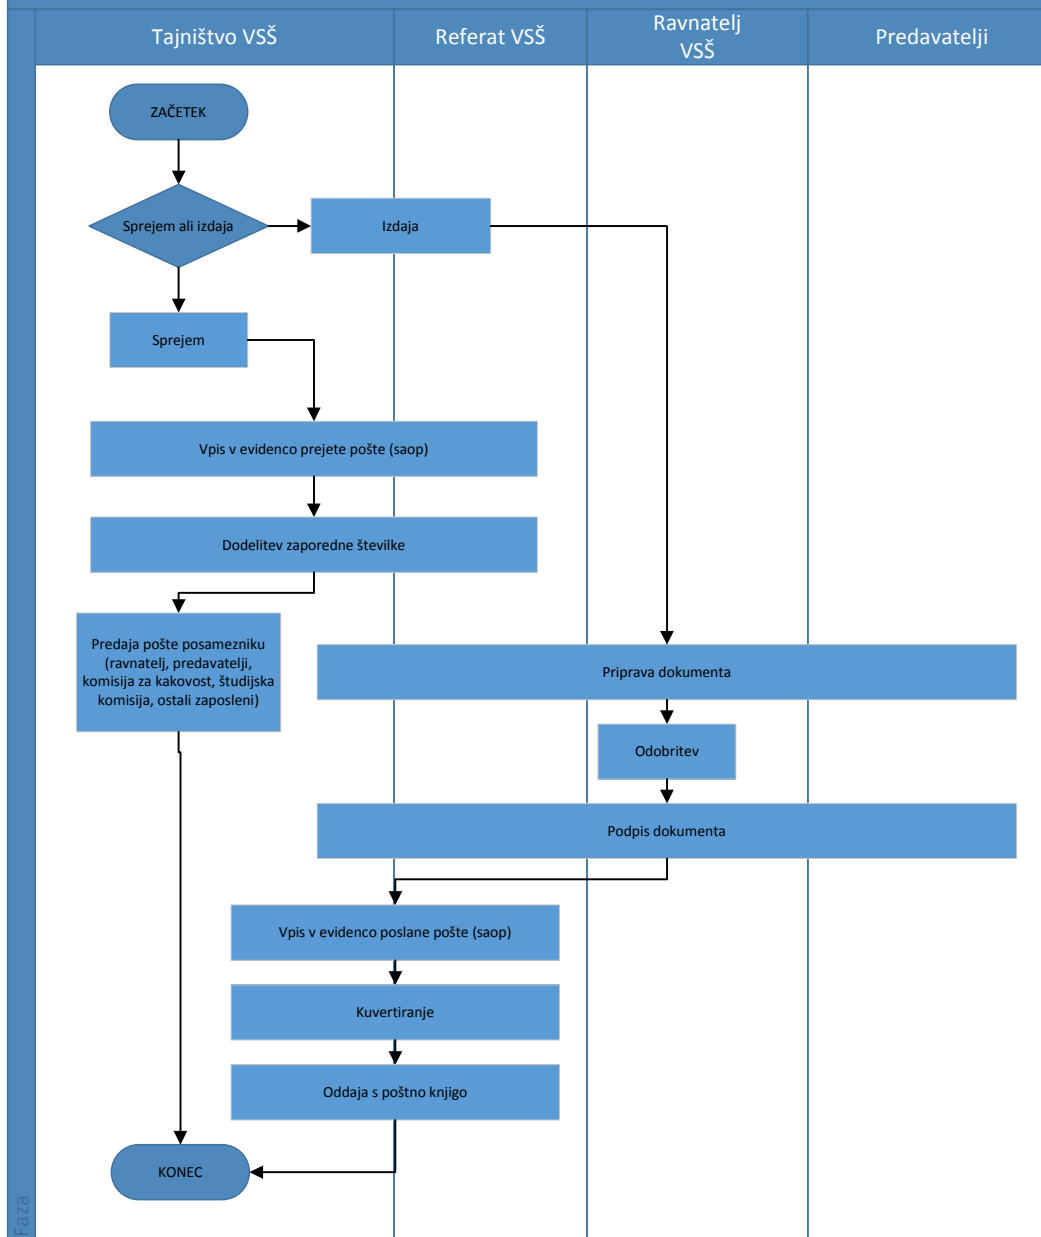 Tajništvo VSŠ
Referat VSŠ
Ravnatelj
VSŠ
Predavatelji
ZAČETEK
Sprejem ali izdaja
Izdaja
Sprejem
Vpis v evidenco prejete pošte (saop)
Dodelitev zaporedne številke
Predaja pošte posamezniku
(ravnatelj, predavatelji,
komisija za kakovost, študijska
komisija, ostali zaposleni)
Priprava dokumenta
Odobritev
Podpis dokumenta
Vpis v evidenco poslane pošte (saop)
Kuvertiranje
Oddaja s poštno knjigo
KONEC
Faza